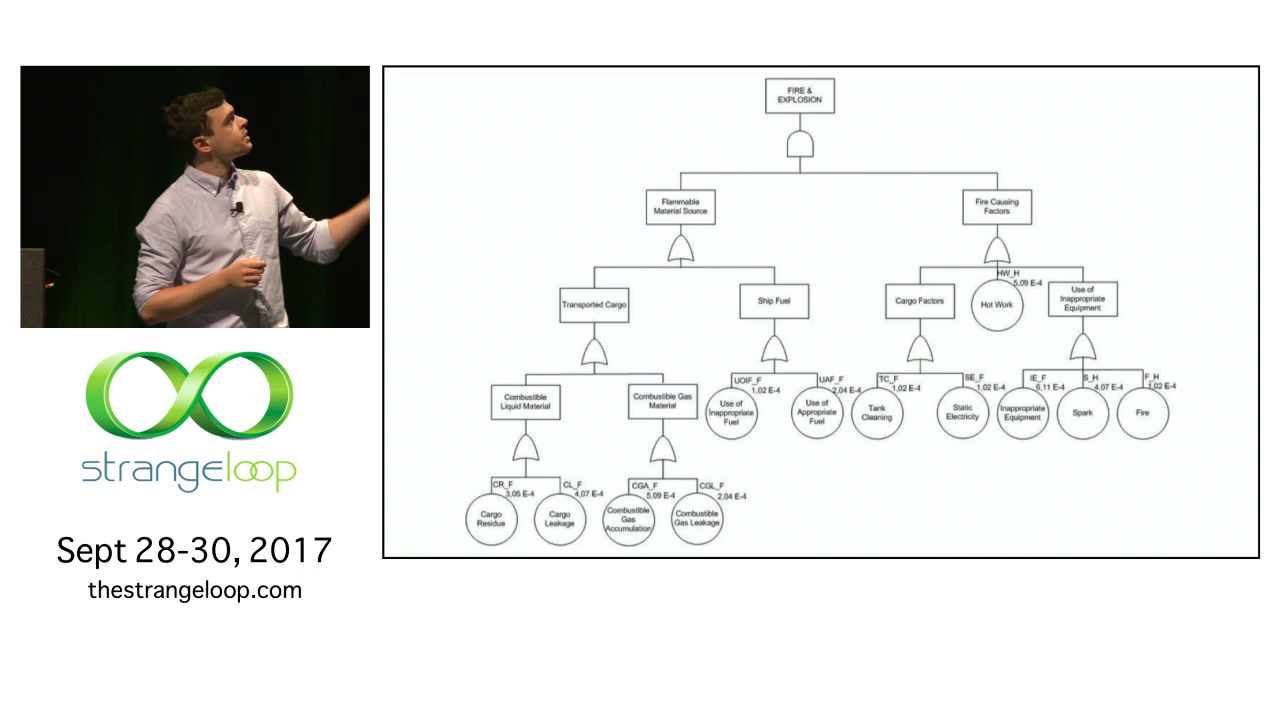 FIRE &
EXPLOSION
Flammable
Material Source
Fire Causing
Factors
HW_H
5,09 E-4
Transported Cargo
Ship Fuel
Cargo Factors
Hot Work
Use of
Inappropriate
Equipment
UOIF_F
1,02 E-4
UAF_F
2,04 E-4
TC_F
1,02 E-4
SE_F
1,02 E-4
IE_F
6,11 E-4
S_H
4,07 E-4
F_H
1,02 E-4
Combustible
Liquid Material
Combustible Gas
Material
Use of
Inappropriate
Fuel
Use of
Appropriate
Fuel
Tank
Cleaning
Static
Electricity
Inappropriate
Equipment
Spark
Fire
CR_F
3,05 E-4
CL_F
4,07 E-4
CGA_F
5,09 E-4
CGL_F
2,04 E-4
Cargo
Residue
Cargo
Leakage
Combustible
Gas
Accumulation
Combustible
Gas Leakage
strangeloop
Sept 28-30, 2017
thestrangeloop.com